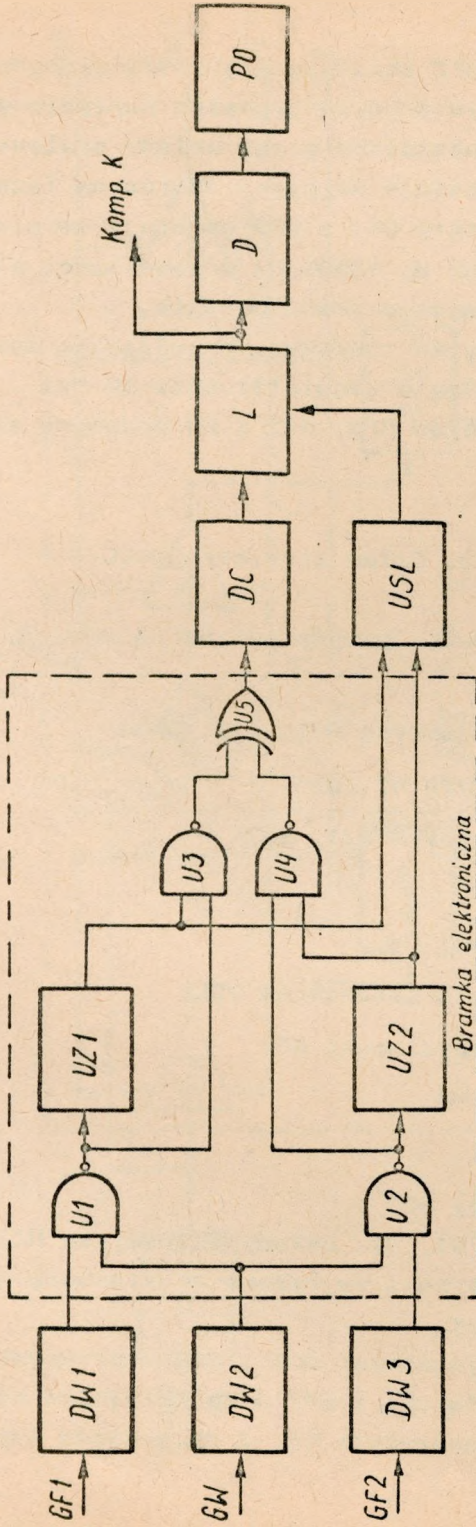 GF1
DW1
U1
UZ1
U3
GW
DW2
U5
DC
L
Komp. K
D
PO
GF2
DW3
U2
UZ2
U4
USL
Bramka elektroniczna